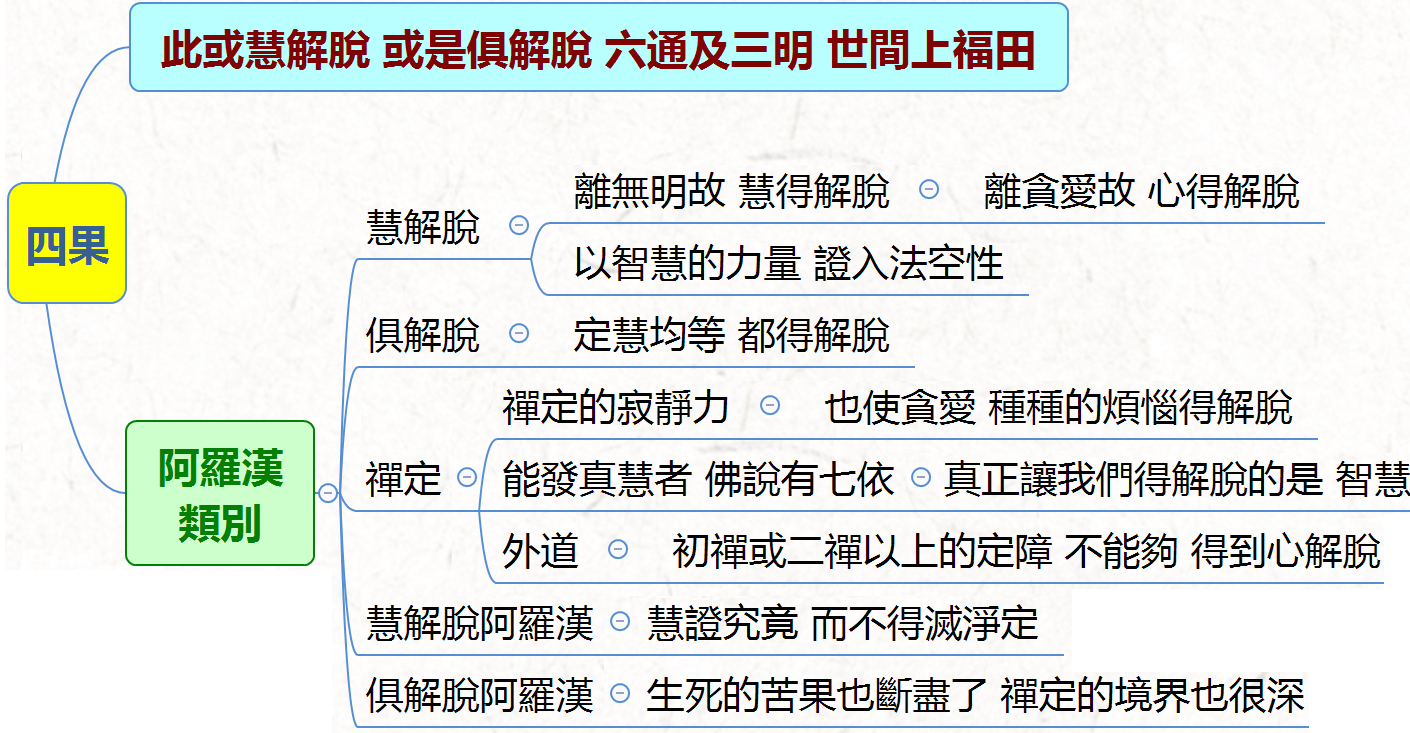 此或慧解脫 或是俱解脫 六通及三明 世間上福田
四果
阿羅漢
類別
慧解脫
離無明故 慧得解脫
離貪愛故 心得解脫
以智慧的力量 證入法空性
俱解脫
定慧均等 都得解脫
禪定
禪定的寂靜力
也使貪愛 種種的煩惱得解脫
能發真慧者 佛說有七依
真正讓我們得解脫的是 智慧
外道
初禪或二禪以上的定障 不能夠 得到心解脫
慧解脫阿羅漢
慧證究竟 而不得滅淨定
俱解脫阿羅漢
生死的苦果也斷盡了 禪定的境界也很深